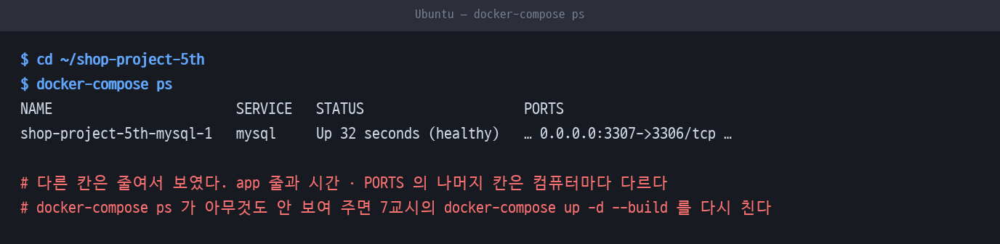 Ubuntu — docker-compose ps
$ cd ~/shop-project-5th
$ docker-compose ps
NAME SERVICE STATUS PORTS
shop-project-5th-mysql-1 mysql Up 32 seconds (healthy) … 0.0.0.0:3307->3306/tcp …
# 다른 칸은 줄여서 보였다. app 줄과 시간 · PORTS 의 나머지 칸은 컴퓨터마다 다르다
# docker-compose ps 가 아무것도 안 보여 주면 7교시의 docker-compose up -d --build 를 다시 친다